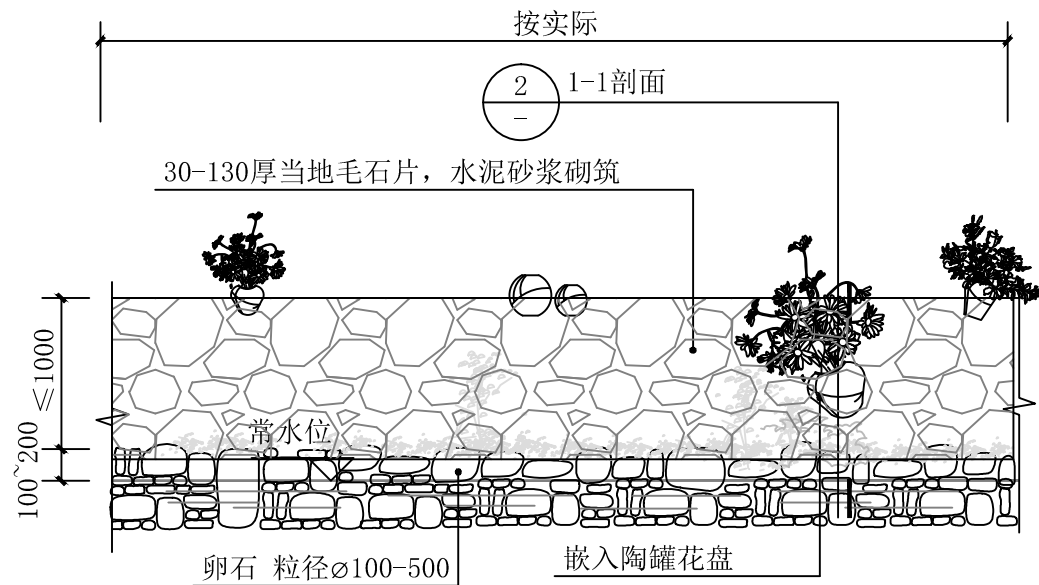 按实际
2
-
1-1剖面
30-130厚当地毛石片，水泥砂浆砌筑
≤1000
100~200
常水位
卵石 粒径⌀100-500
嵌入陶罐花盘